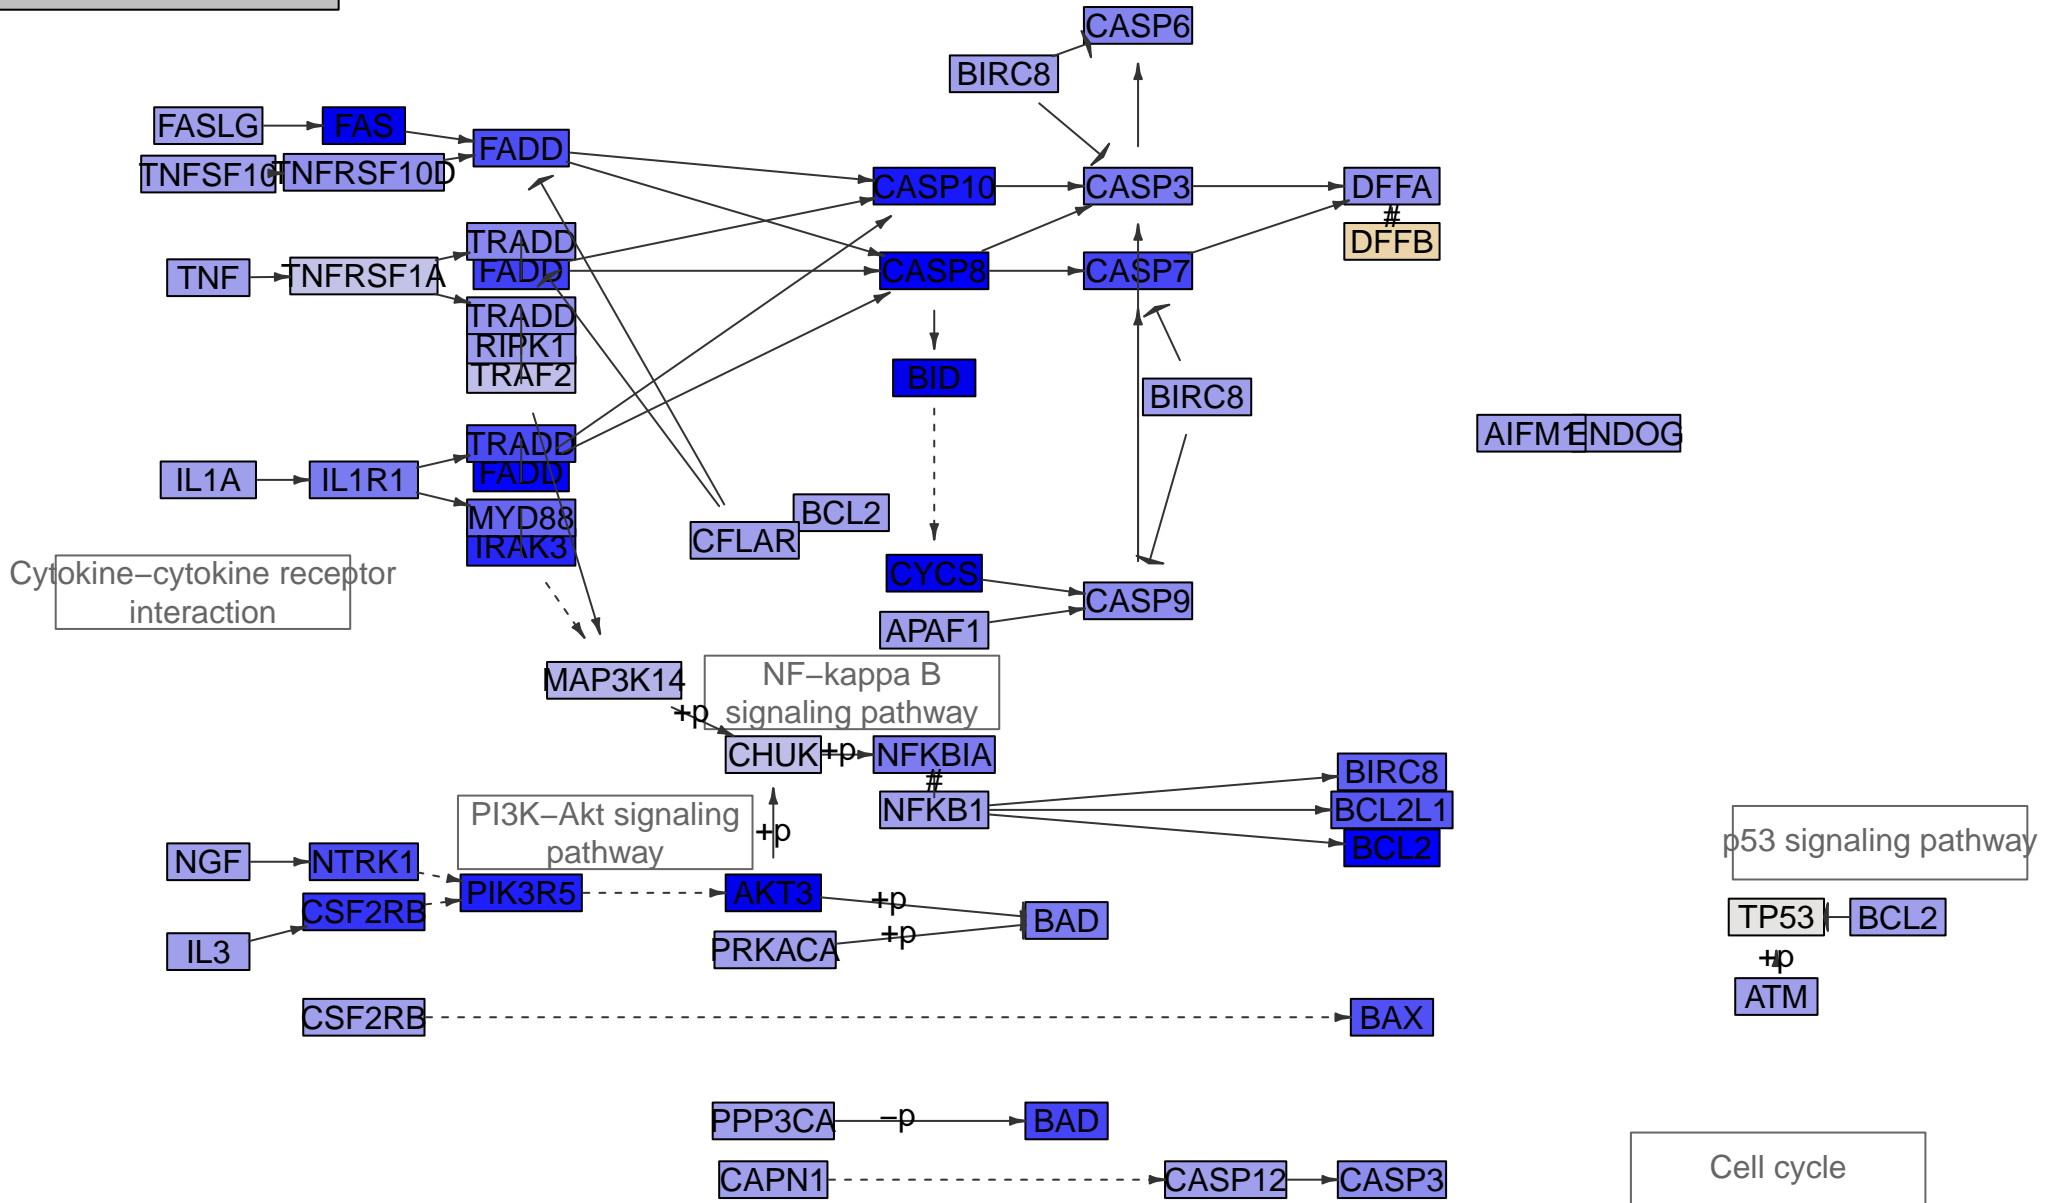 CASP6
BIRC8
FASLG
FAS
FADD
TNFSF10
TNFRSF10D
CASP10
CASP3
DFFA
#
DFFB
TRADD
FADD
TNF
TNFRSF1A
CASP8
CASP7
TRADD
RIPK1
TRAF2
BID
BIRC8
AIFM1
ENDOG
TRADD
FADD
IL1A
IL1R1
MYD88
IRAK3
BCL2
CFLAR
Cytokine−cytokine receptor
interaction
CYCS
CASP9
APAF1
MAP3K14
NF−kappa B
signaling pathway
+p
CHUK
+p
NFKBIA
#
NFKB1
BIRC8
BCL2L1
BCL2
PI3K−Akt signaling
pathway
+p
p53 signaling pathway
NGF
NTRK1
PIK3R5
AKT3
+p
CSF2RB
BAD
TP53
BCL2
IL3
PRKACA
+p
+p
ATM
CSF2RB
BAX
PPP3CA
−p
BAD
CAPN1
CASP12
CASP3
Cell cycle